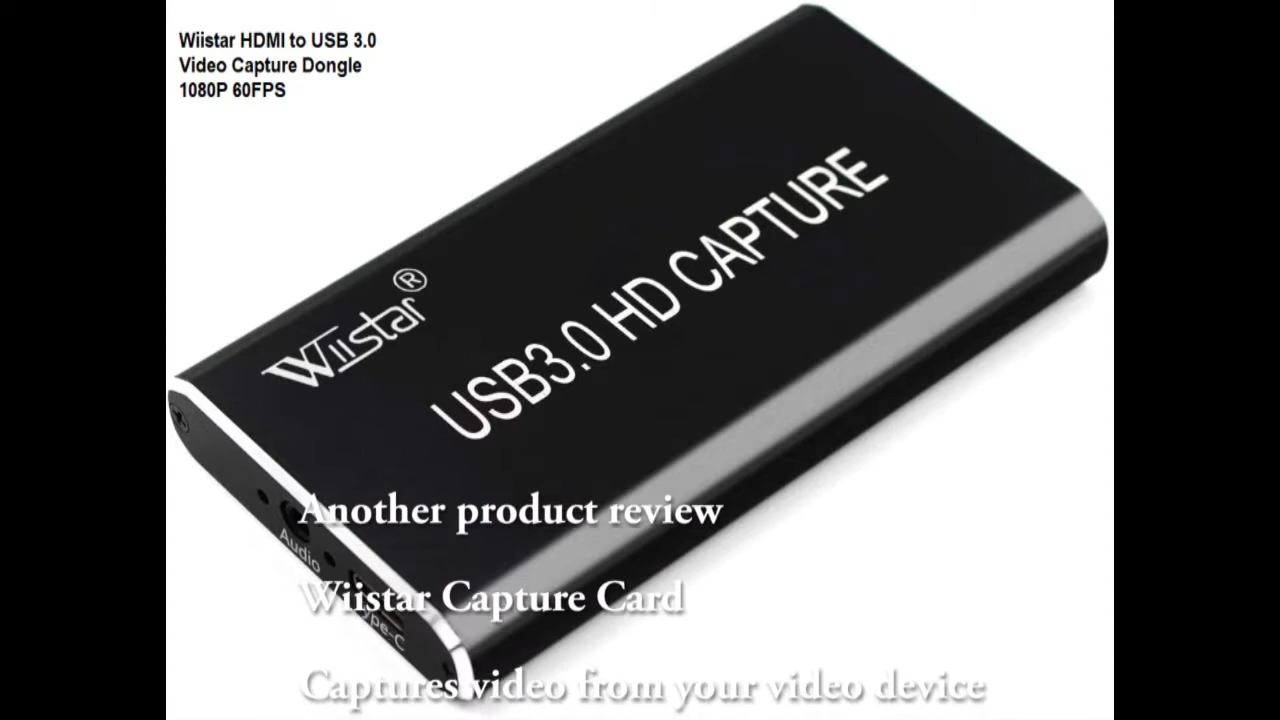 Wiistar HDMI to USB 3.0
Video Capture Dongle
1080P 60FPS
Wiistar®
USB3.0 HD CAPTURE
Audio
Type-C
Another product review
Wiistar Capture Card
Captures video from your video device